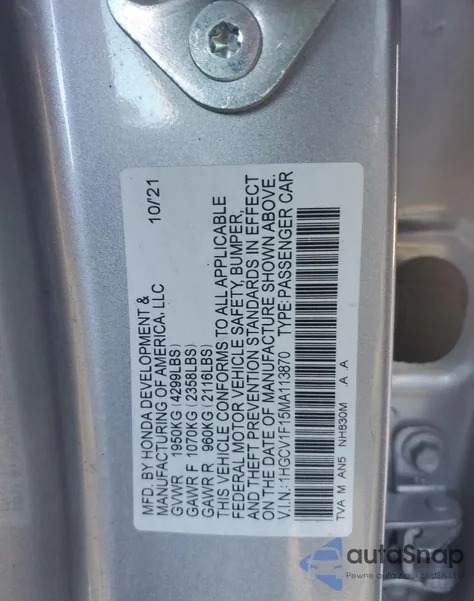 MFD. BY HONDA DEVELOPMENT & 10/'21
MANUFACTURING OF AMERICA, LLC
GVWR 1950KG (4299LBS)
GAWR F 1070KG (2358LBS)
GAWR R 960KG (2116LBS)
THIS VEHICLE CONFORMS TO ALL APPLICABLE
FEDERAL MOTOR VEHICLE SAFETY, BUMPER,
AND THEFT PREVENTION STANDARDS IN EFFECT
ON THE DATE OF MANUFACTURE SHOWN ABOVE.
V.I.N.: 1HGCV1F15MA113870 TYPE: PASSENGER CAR
TVA M AN5 NH830M .A .A
autoSnap
Pewne auto